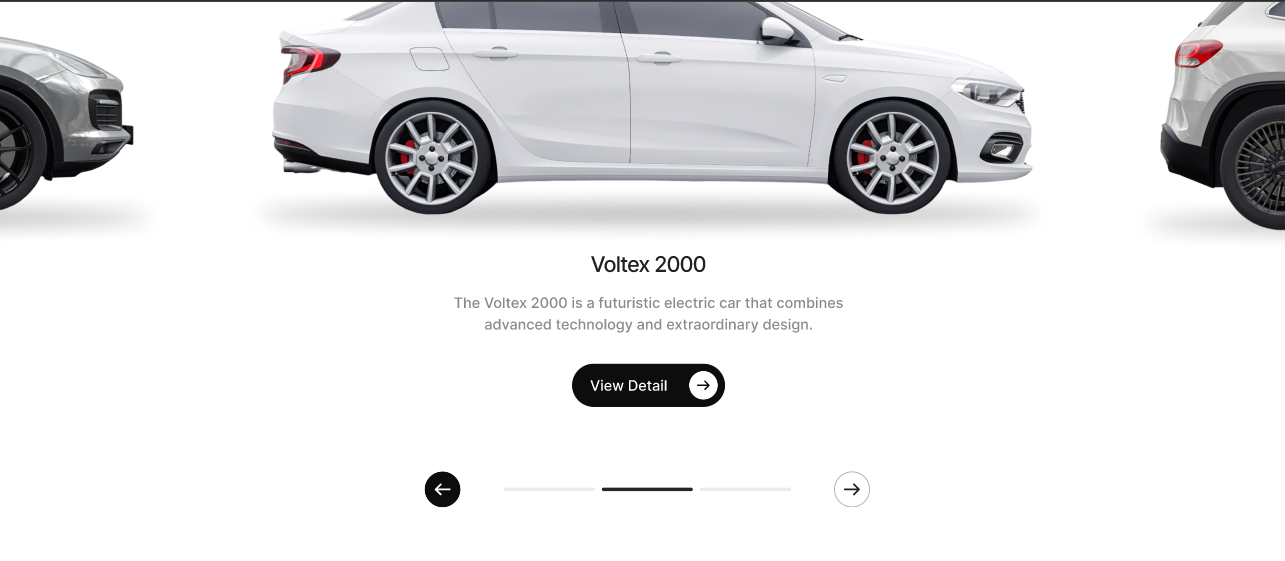 Voltex 2000
The Voltex 2000 is a futuristic electric car that combines
advanced technology and extraordinary design.
View Detail